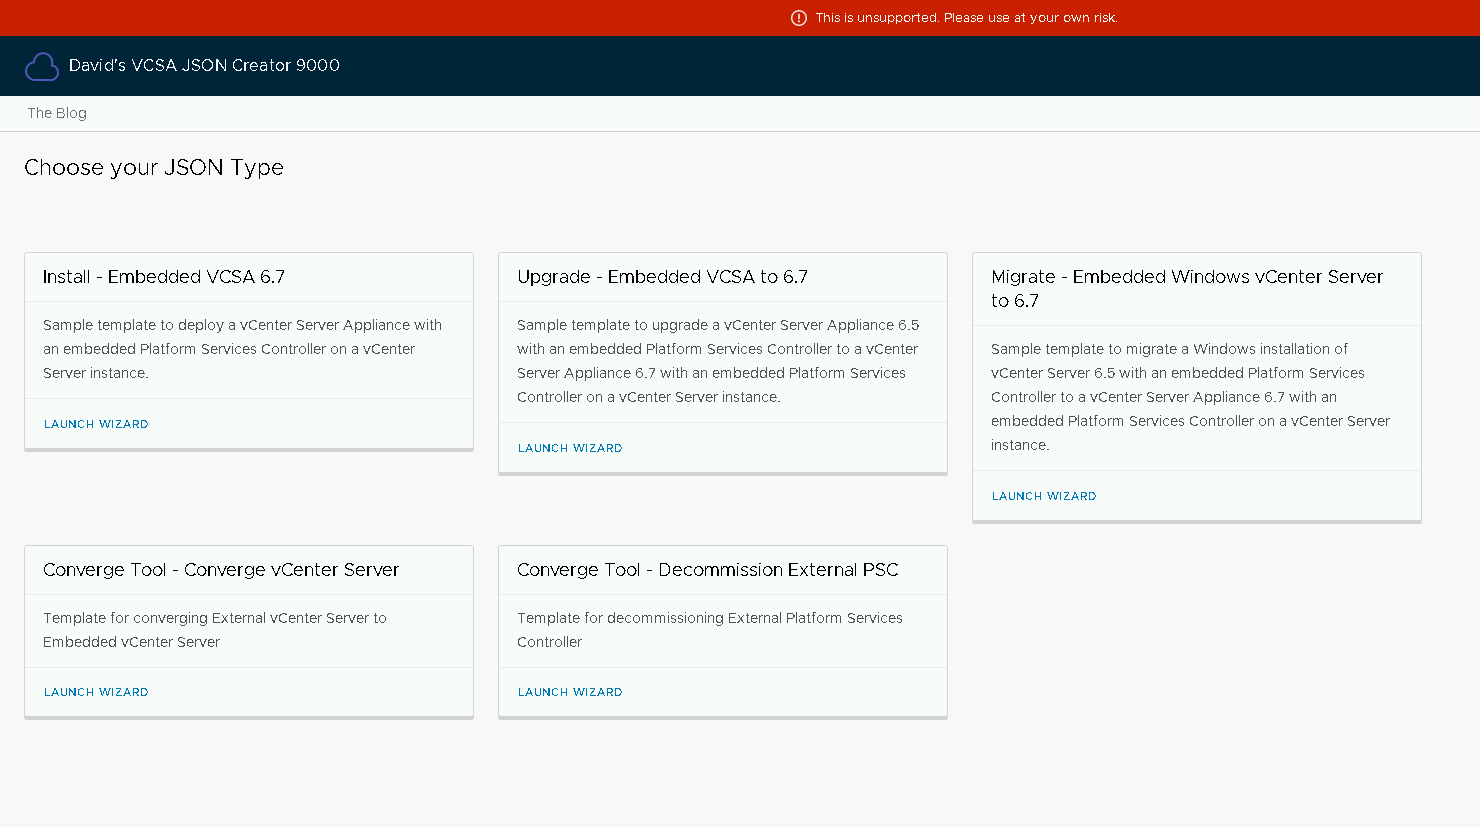 This is unsupported. Please use at your own risk.
David's VCSA JSON Creator 9000
The Blog
Choose your JSON Type
Install - Embedded VCSA 6.7
Sample template to deploy a vCenter Server Appliance with
an embedded Platform Services Controller on a vCenter
Server instance.
LAUNCH WIZARD
Upgrade - Embedded VCSA to 6.7
Sample template to upgrade a vCenter Server Appliance 6.5
with an embedded Platform Services Controller to a vCenter
Server Appliance 6.7 with an embedded Platform Services
Controller on a vCenter Server instance.
LAUNCH WIZARD
Migrate - Embedded Windows vCenter Server
to 6.7
Sample template to migrate a Windows installation of
vCenter Server 6.5 with an embedded Platform Services
Controller to a vCenter Server Appliance 6.7 with an
embedded Platform Services Controller on a vCenter Server
instance.
LAUNCH WIZARD
Converge Tool - Converge vCenter Server
Template for converging External vCenter Server to
Embedded vCenter Server
LAUNCH WIZARD
Converge Tool - Decommission External PSC
Template for decommissioning External Platform Services
Controller
LAUNCH WIZARD